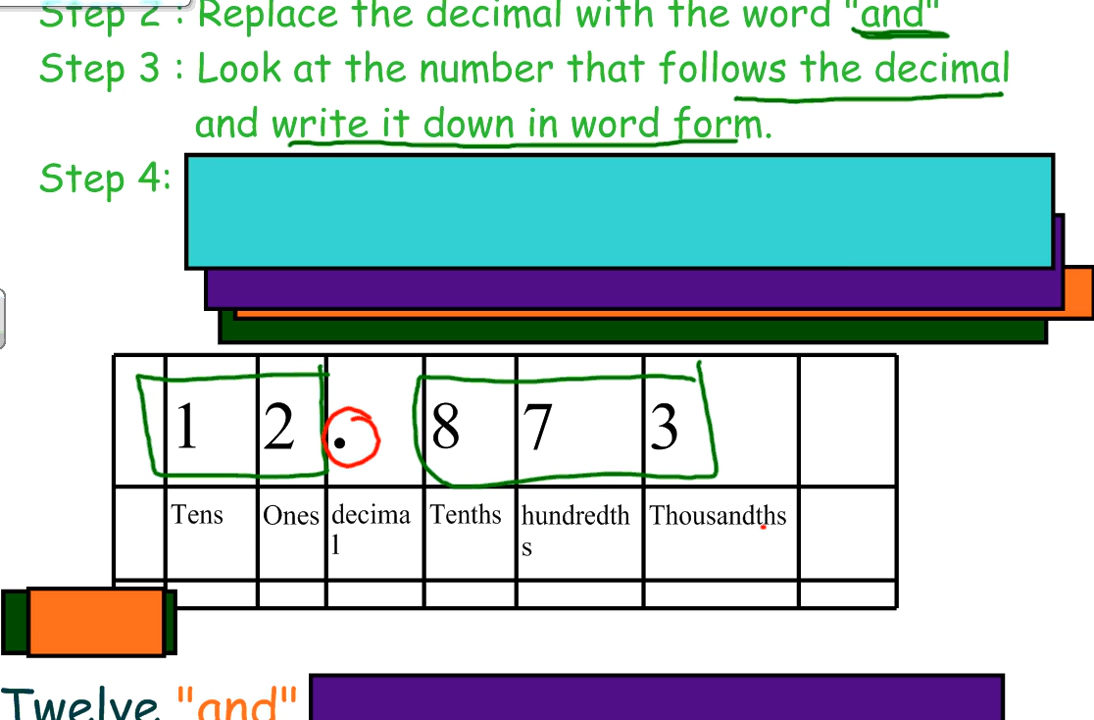 Step 2 : Replace the decimal with the word "and"
Step 3 : Look at the number that follows the decimal
and write it down in word form.
Step 4:
1 2 . 8 7 3
Tens Ones decima Tenths hundredth Thousandths
l s
Twelve "and"